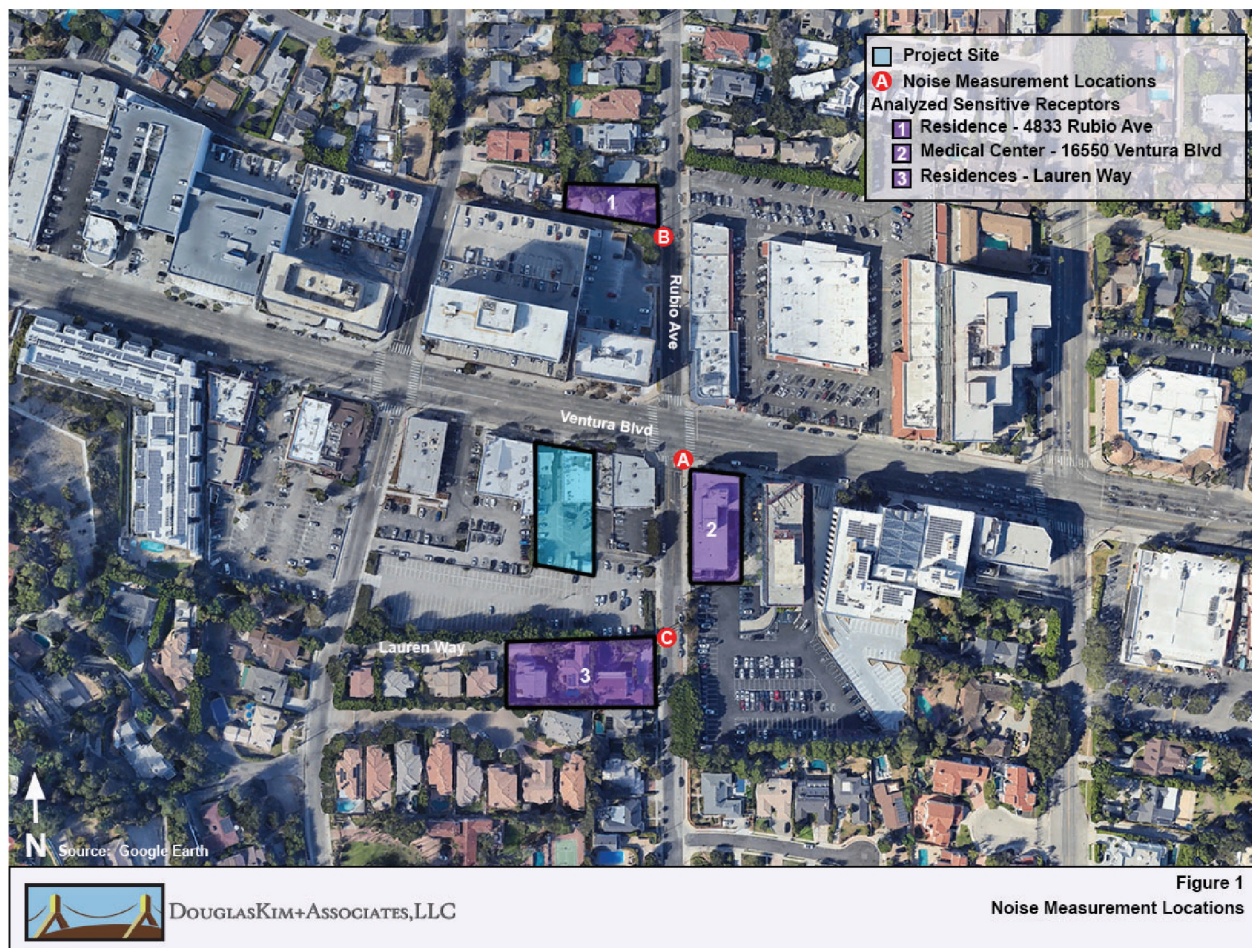 Project Site
A Noise Measurement Locations
Analyzed Sensitive Receptors
1 Residence - 4833 Rubio Ave
2 Medical Center - 16550 Ventura Blvd
3 Residences - Lauren Way
1
B
Rubio Ave
Ventura Blvd
A
2
C
Lauren Way
3
N
Source: Google Earth
DOUGLASKIM+ASSOCIATES,LLC
Figure 1
Noise Measurement Locations